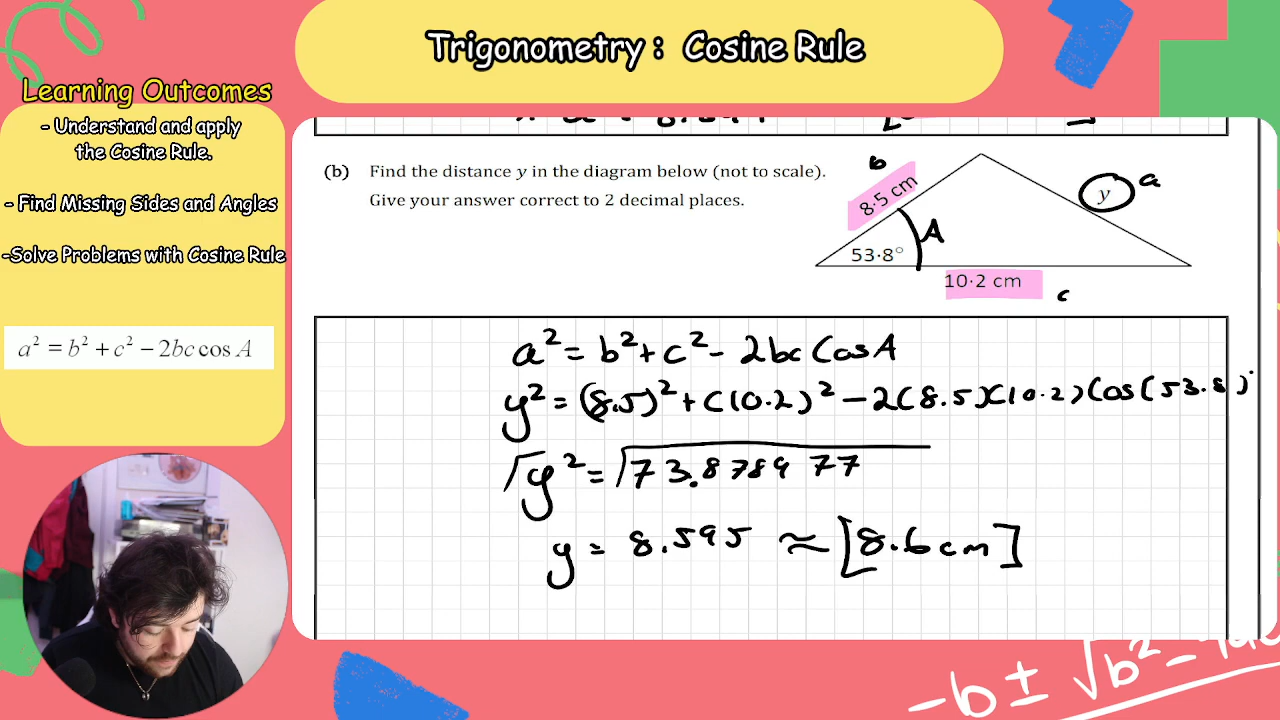 Trigonometry : Cosine Rule
Learning Outcomes
- Understand and apply
the Cosine Rule.
- Find Missing Sides and Angles
-Solve Problems with Cosine Rule
a² = b² + c² − 2bc cos A
(b) Find the distance y in the diagram below (not to scale).
Give your answer correct to 2 decimal places.
b
8·5 cm
y
a
A
53·8°
10·2 cm
c
a² = b² + c² - 2bc Cos A
y² = (8.5)² + (10.2)² - 2(8.5)(10.2) Cos (53.8)°
√y² = √73.8789 77
y = 8.595 ≈ [8.6 cm]